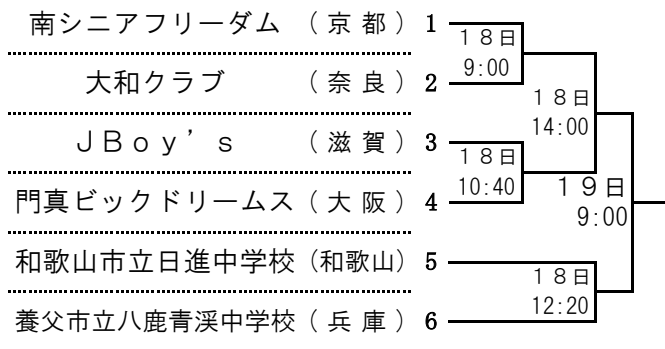 南シニアフリーダム （ 京 都 ） 1
１８日
9:00
大和クラブ （ 奈 良 ） 2
１８日
14:00
ＪＢｏｙ’ｓ （ 滋 賀 ） 3
１８日
10:40
門真ビックドリームス （ 大 阪 ） 4
１９日
9:00
和歌山市立日進中学校 （和歌山） 5
１８日
12:20
養父市立八鹿青渓中学校 （ 兵 庫 ） 6